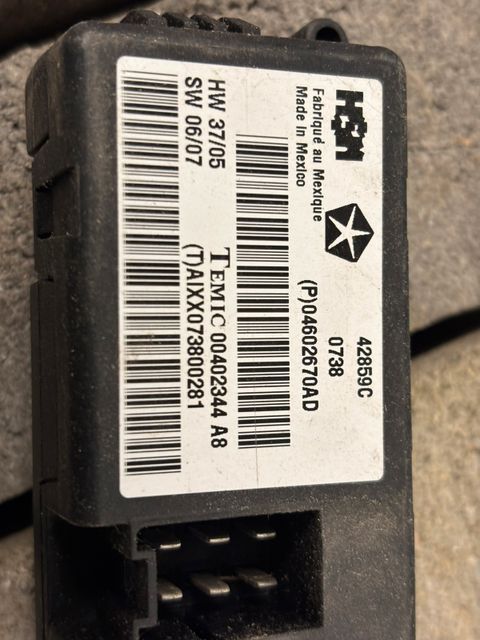 HSM
Fabriqué au Mexique
Made in Mexico
42859C
0738
(P)04602670AD
HW 37/05
SW 06/07
TEMIC 00402344 A8
(T)AIXX073800281